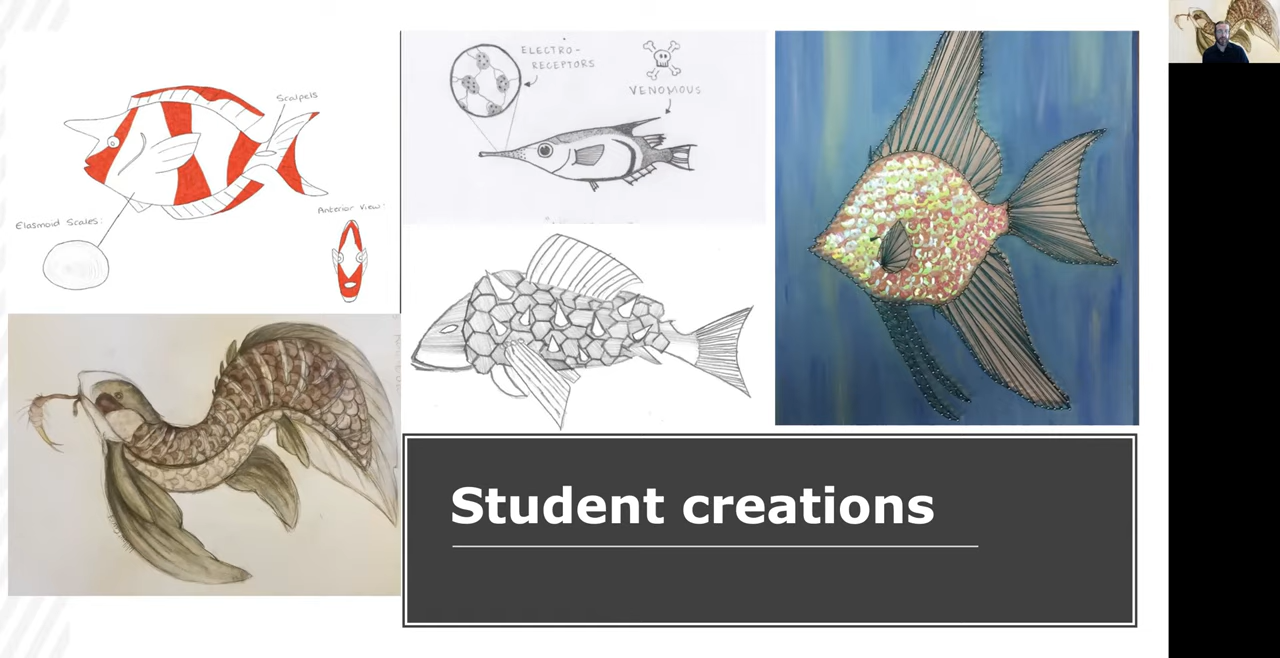 Scalpels
Elasmoid Scales:
Anterior View:
ELECTRO-
RECEPTORS
VENOMOUS
Student creations